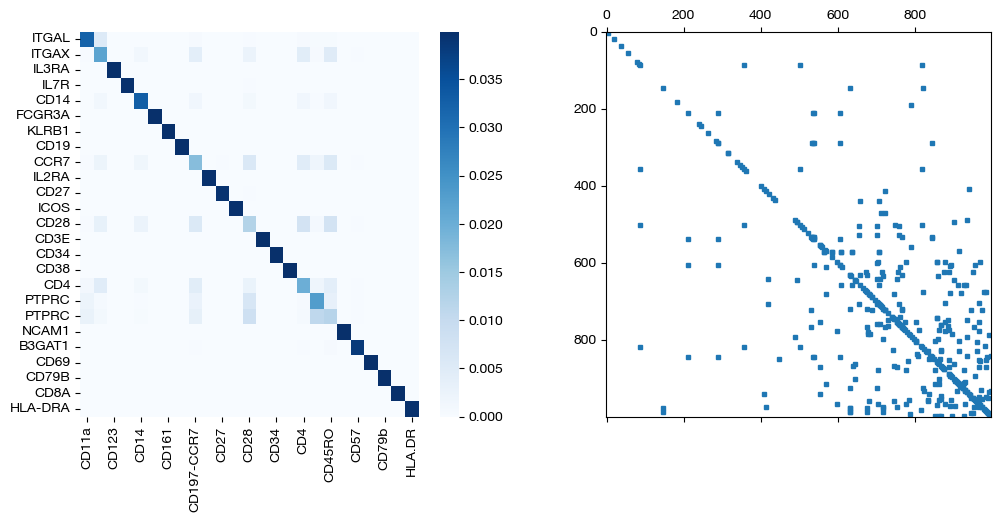 ITGAL
ITGAX
IL3RA
IL7R
CD14
FCGR3A
KLRB1
CD19
CCR7
IL2RA
CD27
ICOS
CD28
CD3E
CD34
CD38
CD4
PTPRC
PTPRC
NCAM1
B3GAT1
CD69
CD79B
CD8A
HLA-DRA
CD11a
CD123
CD14
CD161
CD197-CCR7
CD27
CD28
CD34
CD4
CD45RO
CD57
CD79b
HLA.DR
0.035
0.030
0.025
0.020
0.015
0.010
0.005
0.000
0 200 400 600 800
0
200
400
600
800